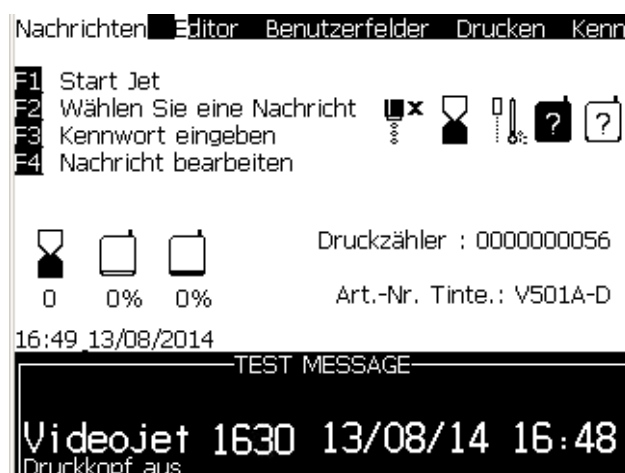 Nachrichten Editor Benutzerfelder Drucken Kenn
F1 Start Jet
F2 Wählen Sie eine Nachricht
F3 Kennwort eingeben
F4 Nachricht bearbeiten
? ?
Druckzähler : 0000000056
0 0% 0%
Art.-Nr. Tinte.: V501A-D
16:49 13/08/2014
TEST MESSAGE
Videojet 1630 13/08/14 16:48
Druckkopf aus